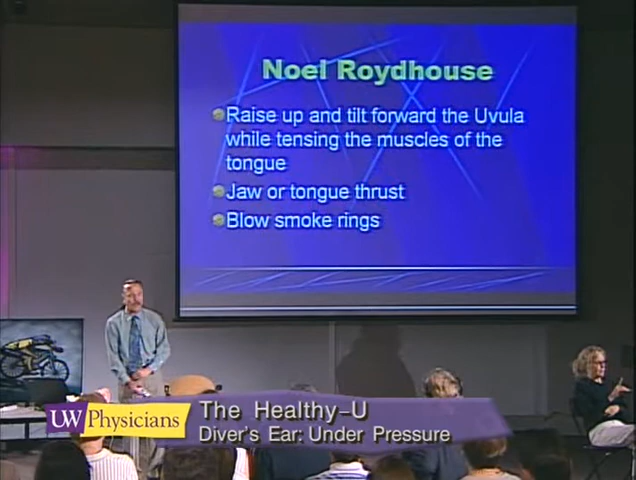 Noel Roydhouse
Raise up and tilt forward the Uvula
while tensing the muscles of the
tongue
Jaw or tongue thrust
Blow smoke rings
UW Physicians
The Healthy-U
Diver's Ear: Under Pressure